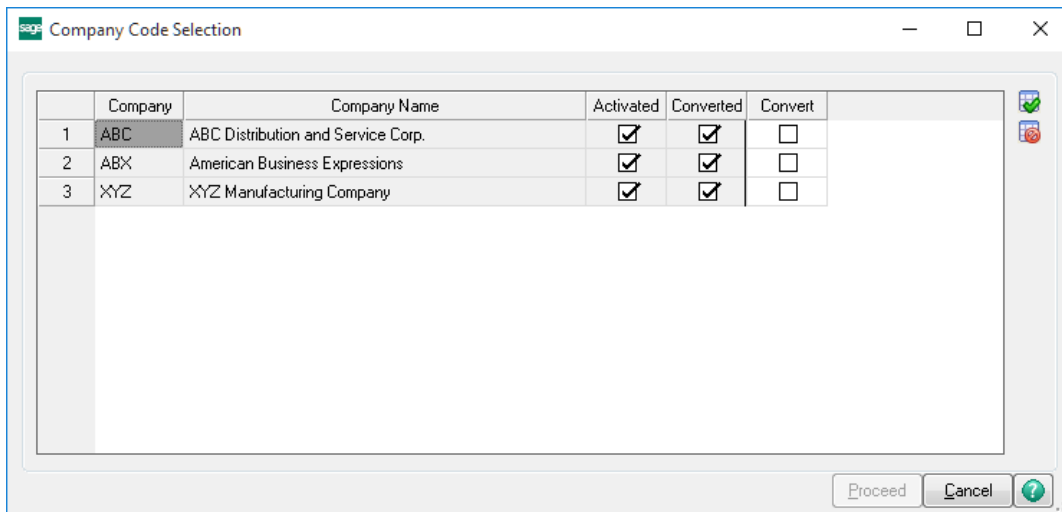 sage Company Code Selection
Company Company Name Activated Converted Convert
1 ABC ABC Distribution and Service Corp.
2 ABX American Business Expressions
3 XYZ XYZ Manufacturing Company
Proceed Cancel ?